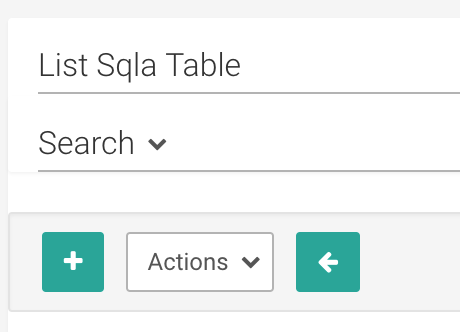 List Sqla Table
Search
Actions